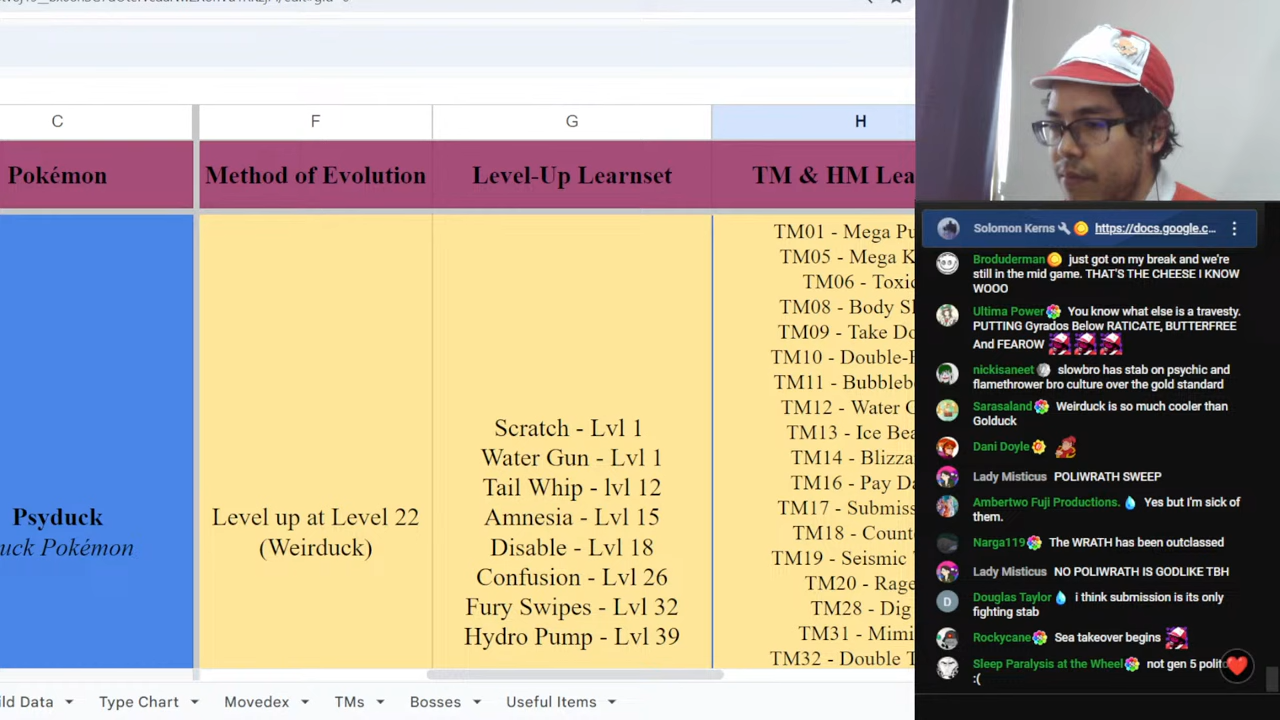 C
F
G
H
Pokémon
Method of Evolution
Level-Up Learnset
TM & HM Lea
Psyduck
uck Pokémon
Level up at Level 22
(Weirduck)
Scratch - Lvl 1
Water Gun - Lvl 1
Tail Whip - lvl 12
Amnesia - Lvl 15
Disable - Lvl 18
Confusion - Lvl 26
Fury Swipes - Lvl 32
Hydro Pump - Lvl 39
TM01 - Mega Pu
TM05 - Mega K
TM06 - Toxic
TM08 - Body Sl
TM09 - Take Do
TM10 - Double-E
TM11 - Bubblebe
TM12 - Water G
TM13 - Ice Bea
TM14 - Blizza
TM16 - Pay Da
TM17 - Submiss
TM18 - Count
TM19 - Seismic
TM20 - Rage
TM28 - Dig
TM31 - Mimi
TM32 - Double T
ild Data
Type Chart
Movedex
TMs
Bosses
Useful Items
Solomon Kerns https://docs.google.c...
Broduderman just got on my break and we're
still in the mid game. THAT'S THE CHEESE I KNOW
WOOO
Ultima Power You know what else is a travesty.
PUTTING Gyrados Below RATICATE, BUTTERFREE
And FEAROW
nickisaneet slowbro has stab on psychic and
flamethrower bro culture over the gold standard
Sarasaland Weirduck is so much cooler than
Golduck
Dani Doyle
Lady Misticus POLIWRATH SWEEP
Ambertwo Fuji Productions. Yes but I'm sick of
them.
Narga119 The WRATH has been outclassed
Lady Misticus NO POLIWRATH IS GODLIKE TBH
D
Douglas Taylor i think submission is its only
fighting stab
Rockycane Sea takeover begins
Sleep Paralysis at the Wheel not gen 5 polito
:(